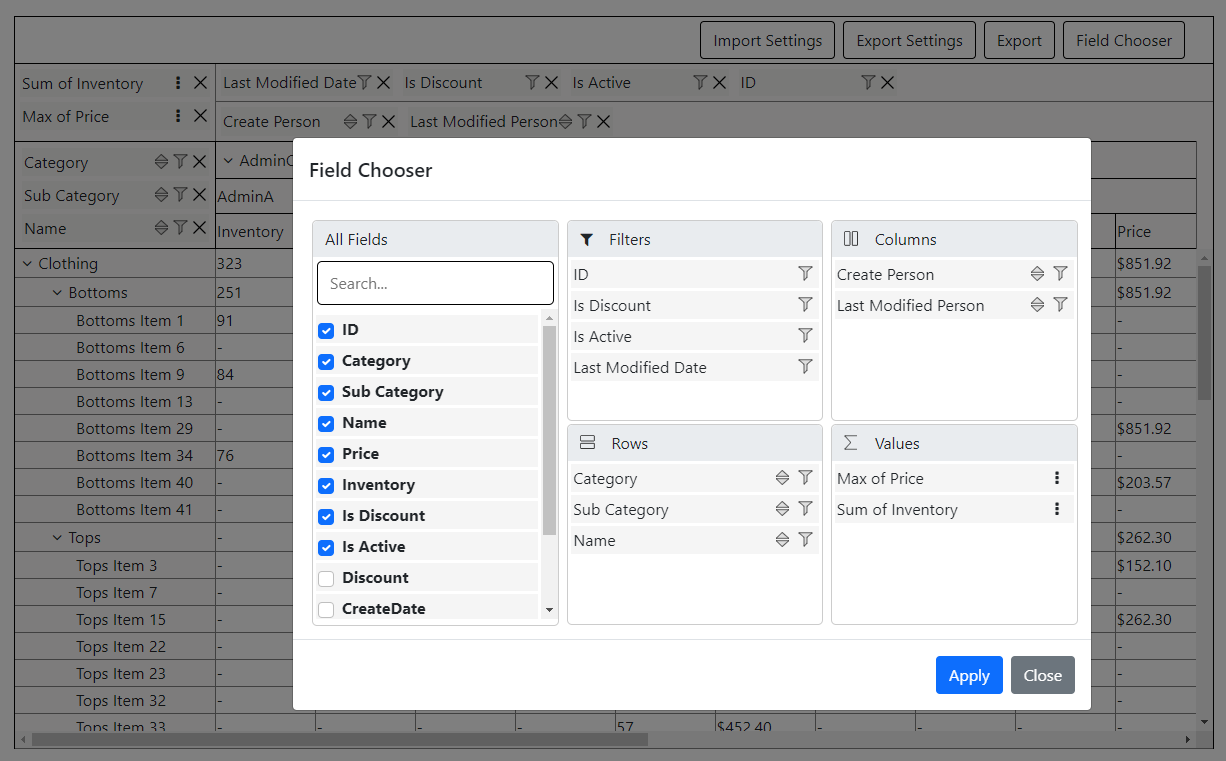 Import Settings Export Settings Export Field Chooser
Sum of Inventory Last Modified Date Is Discount Is Active ID
Max of Price Create Person Last Modified Person
Category
Sub Category AdminA
Name Inventory Price
Clothing 323 $851.92
Bottoms 251 $851.92
Bottoms Item 1 91 -
Bottoms Item 6 - -
Bottoms Item 9 84 -
Bottoms Item 13 - -
Bottoms Item 29 - $851.92
Bottoms Item 34 76 -
Bottoms Item 40 - $203.57
Bottoms Item 41 - -
Tops - $262.30
Tops Item 3 - $152.10
Tops Item 7 - -
Tops Item 15 - $262.30
Tops Item 22 - -
Tops Item 23 - -
Tops Item 32 - -
Tops Item 33 - - - - 57 $452.40 - - - -
Field Chooser
All Fields
Search...
ID
Category
Sub Category
Name
Price
Inventory
Is Discount
Is Active
Discount
CreateDate
Filters
ID
Is Discount
Is Active
Last Modified Date
Columns
Create Person
Last Modified Person
Rows
Category
Sub Category
Name
Values
Max of Price
Sum of Inventory
Apply Close